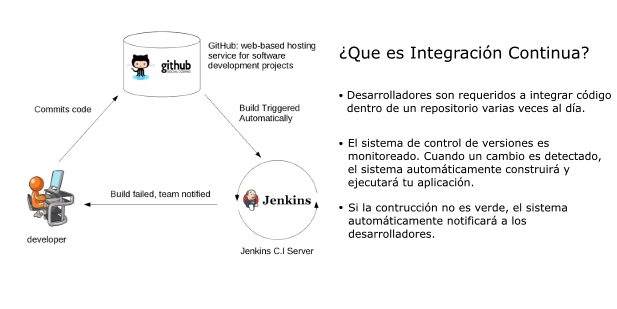 GitHub: web-based hosting
service for software
development projects
github
SOCIAL CODING
Commits code
Build Triggered
Automatically
Build failed, team notified
Jenkins
developer
Jenkins C.I Server
¿Que es Integración Continua?
• Desarrolladores son requeridos a integrar código
dentro de un repositorio varias veces al día.
• El sistema de control de versiones es
monitoreado. Cuando un cambio es detectado,
el sistema automáticamente construirá y
ejecutará tu aplicación.
• Si la contrucción no es verde, el sistema
automáticamente notificará a los
desarrolladores.